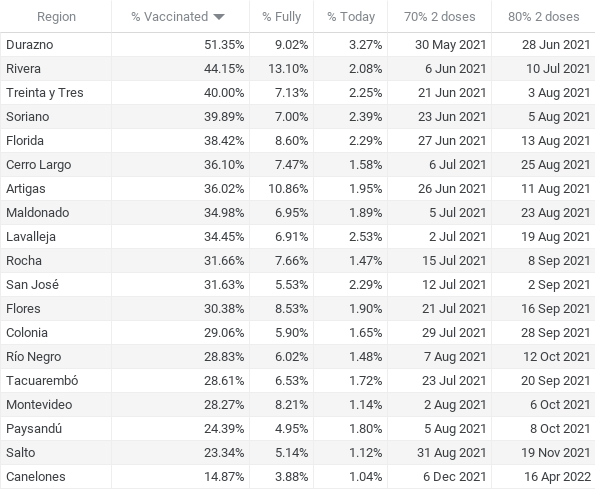 Region % Vaccinated % Fully % Today 70% 2 doses 80% 2 doses
Durazno 51.35% 9.02% 3.27% 30 May 2021 28 Jun 2021
Rivera 44.15% 13.10% 2.08% 6 Jun 2021 10 Jul 2021
Treinta y Tres 40.00% 7.13% 2.25% 21 Jun 2021 3 Aug 2021
Soriano 39.89% 7.00% 2.39% 23 Jun 2021 5 Aug 2021
Florida 38.42% 8.60% 2.29% 27 Jun 2021 13 Aug 2021
Cerro Largo 36.10% 7.47% 1.58% 6 Jul 2021 25 Aug 2021
Artigas 36.02% 10.86% 1.95% 26 Jun 2021 11 Aug 2021
Maldonado 34.98% 6.95% 1.89% 5 Jul 2021 23 Aug 2021
Lavalleja 34.45% 6.91% 2.53% 2 Jul 2021 19 Aug 2021
Rocha 31.66% 7.66% 1.47% 15 Jul 2021 8 Sep 2021
San José 31.63% 5.53% 2.29% 12 Jul 2021 2 Sep 2021
Flores 30.38% 8.53% 1.90% 21 Jul 2021 16 Sep 2021
Colonia 29.06% 5.90% 1.65% 29 Jul 2021 28 Sep 2021
Río Negro 28.83% 6.02% 1.48% 7 Aug 2021 12 Oct 2021
Tacuarembó 28.61% 6.53% 1.72% 23 Jul 2021 20 Sep 2021
Montevideo 28.27% 8.21% 1.14% 2 Aug 2021 6 Oct 2021
Paysandú 24.39% 4.95% 1.80% 5 Aug 2021 8 Oct 2021
Salto 23.34% 5.14% 1.12% 31 Aug 2021 19 Nov 2021
Canelones 14.87% 3.88% 1.04% 6 Dec 2021 16 Apr 2022